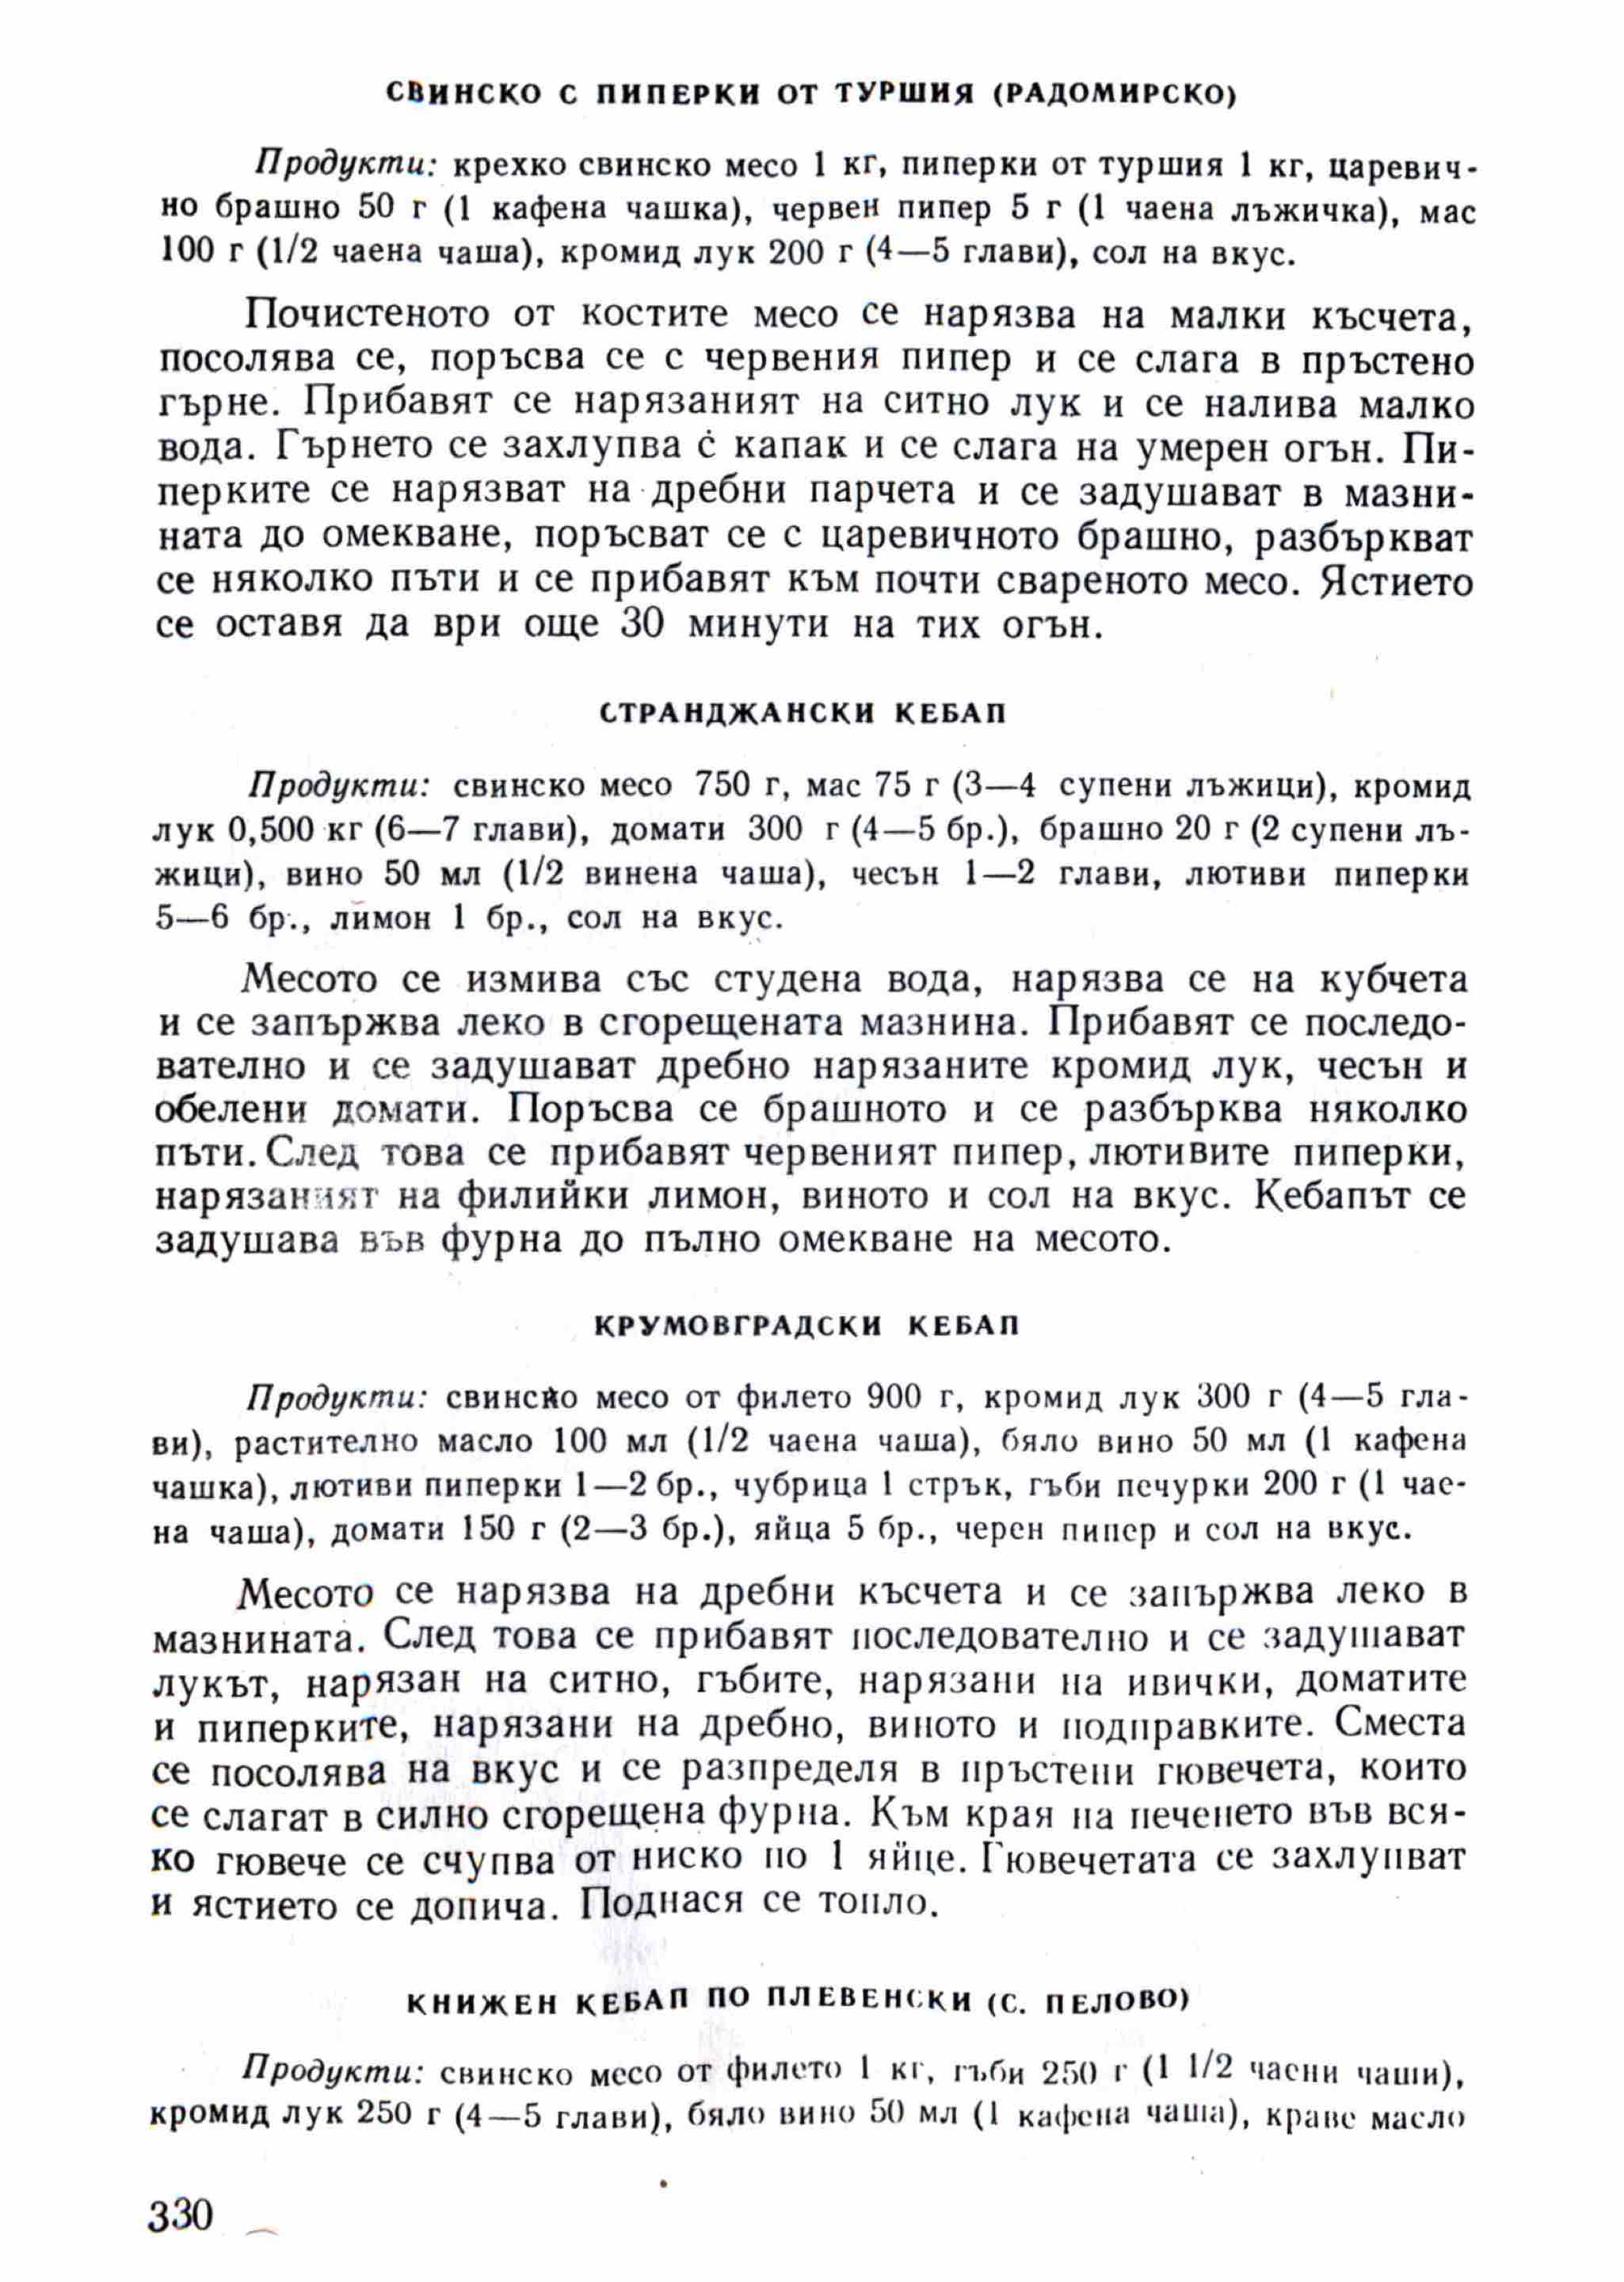 СВИНСКО С ПИПЕРКИ ОТ ТУРШИЯ (РАДОМИРСКО)
Продукти: крехко свинско месо 1 кг, пиперки от туршия 1 кг, царевич-
но брашно 50 г (1 кафена чашка), червен пипер 5 г (1 чаена лъжичка), мас
100 г (1/2 чаена чаша), кромид лук 200 г (4—5 глави), сол на вкус.
Почистеното от костите месо се нарязва на малки късчета,
посолява се, поръсва се с червения пипер и се слага в пръстено
гърне. Прибавят се нарязаният на ситно лук и се налива малко
вода. Гърнето се захлупва с капак и се слага на умерен огън. Пи-
перките се нарязват на дребни парчета и се задушават в мазни-
ната до омекване, поръсват се с царевичното брашно, разбъркват
се няколко пъти и се прибавят към почти свареното месо. Ястието
се оставя да ври още 30 минути на тих огън.
СТРАНДЖАНСКИ КЕБАП
Продукти: свинско месо 750 г, мас 75 г (3—4 супени лъжици), кромид
лук 0,500 кг (6—7 глави), домати 300 г (4—5 бр.), брашно 20 г (2 супени лъ-
жици), вино 50 мл (1/2 винена чаша), чесън 1—2 глави, лютиви пиперки
5—6 бр., лимон 1 бр., сол на вкус.
Месото се измива със студена вода, нарязва се на кубчета
и се запържва леко в сгорещената мазнина. Прибавят се последо-
вателно и се задушават дребно нарязаните кромид лук, чесън и
обелени домати. Поръсва се брашното и се разбърква няколко
пъти. След това се прибавят червеният пипер, лютивите пиперки,
нарязаният на филийки лимон, виното и сол на вкус. Кебапът се
задушава във фурна до пълно омекване на месото.
КРУМОВГРАДСКИ КЕБАП
Продукти: свинско месо от филето 900 г, кромид лук 300 г (4—5 гла-
ви), растително масло 100 мл (1/2 чаена чаша), бяло вино 50 мл (1 кафена
чашка), лютиви пиперки 1—2 бр., чубрица 1 стрък, гъби печурки 200 г (1 чае-
на чаша), домати 150 г (2—3 бр.), яйца 5 бр., черен пипер и сол на вкус.
Месото се нарязва на дребни късчета и се запържва леко в
мазнината. След това се прибавят последователно и се задушават
лукът, нарязан на ситно, гъбите, нарязани на ивички, доматите
и пиперките, нарязани на дребно, виното и подправките. Сместа
се посолява на вкус и се разпределя в пръстени гювечета, които
се слагат в силно сгорещена фурна. Към края на печенето във вся-
ко гювече се счупва от ниско по 1 яйце. Гювечетата се захлупват
и ястието се допича. Поднася се топло.
КНИЖЕН КЕБАП ПО ПЛЕВЕНСКИ (С. ПЕЛОВО)
Продукти: свинско месо от филето 1 кг, гъби 250 г (1 1/2 чаени чаши),
кромид лук 250 г (4—5 глави), бяло вино 50 мл (1 кафена чаша), краве масло
330